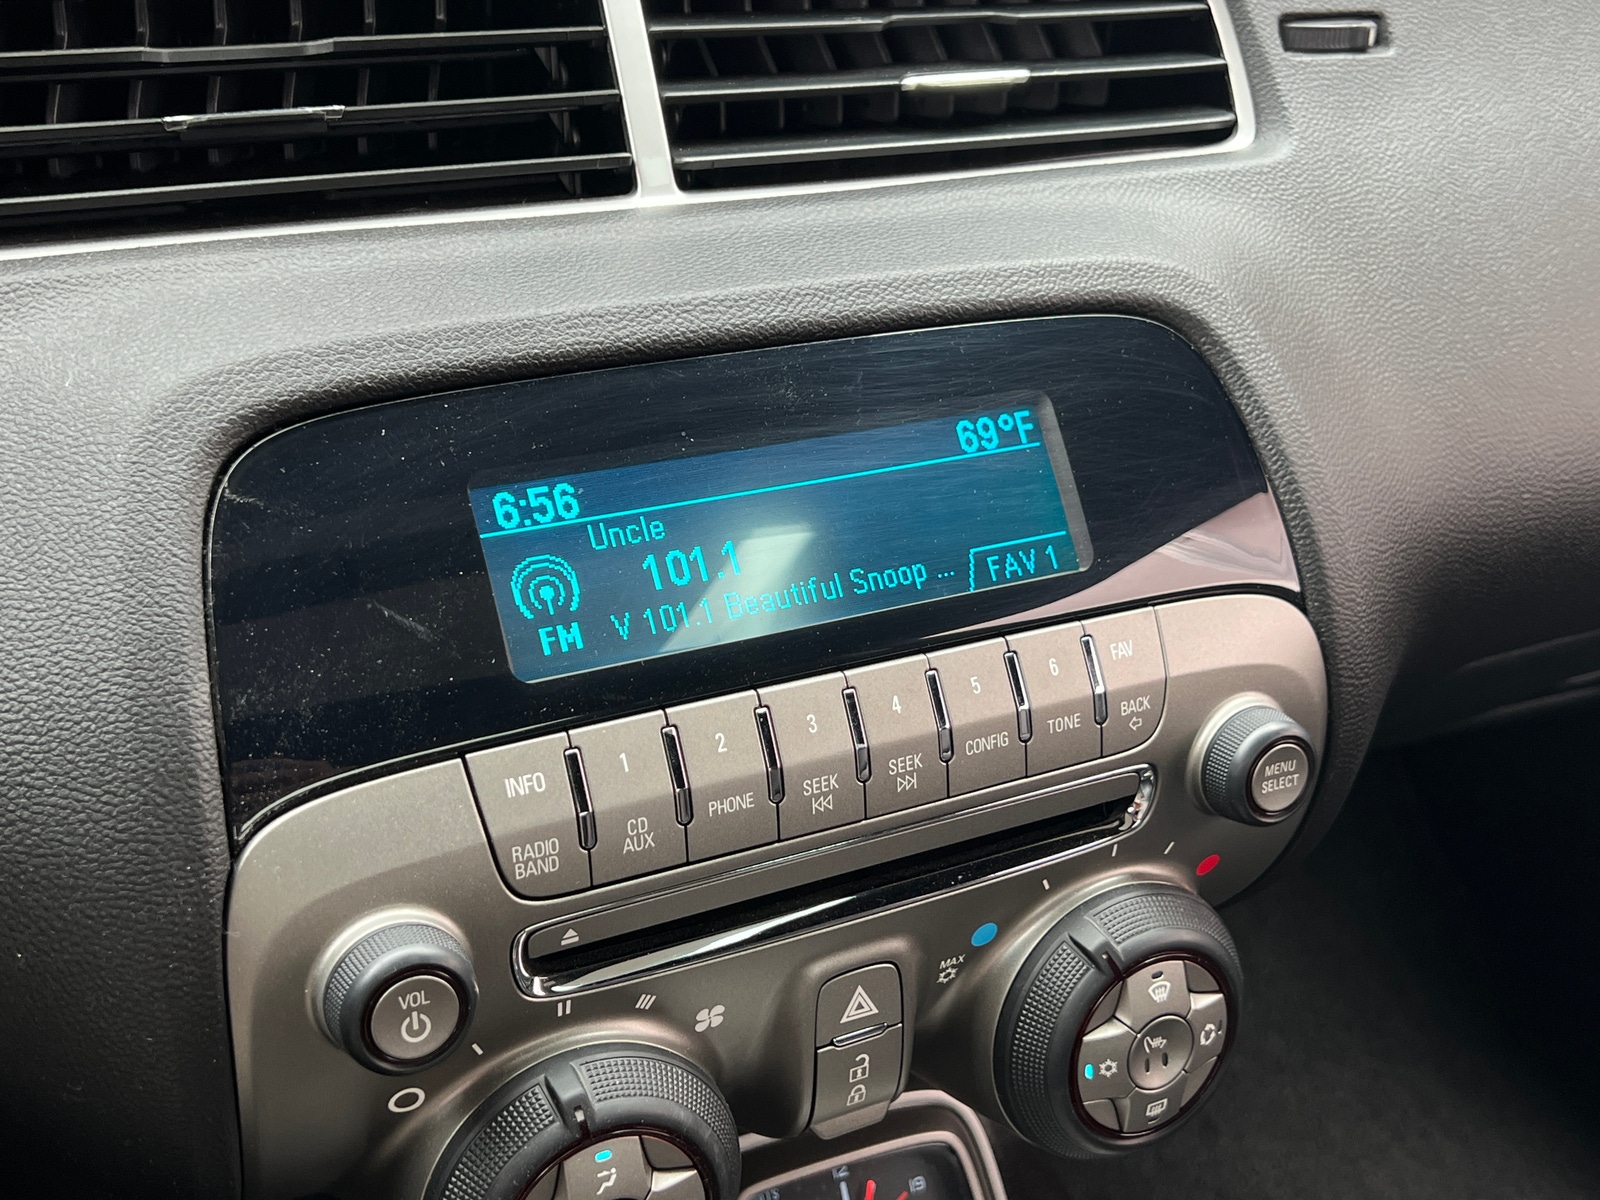 69°F
6:56
Uncle
101.1
V 101.1 Beautiful Snoop ...
FM
FAV 1
INFO
RADIO
BAND
1
CD
AUX
2
PHONE
3
SEEK
4
SEEK
5
CONFIG
6
TONE
FAV
BACK
MENU
SELECT
VOL
MAX
12